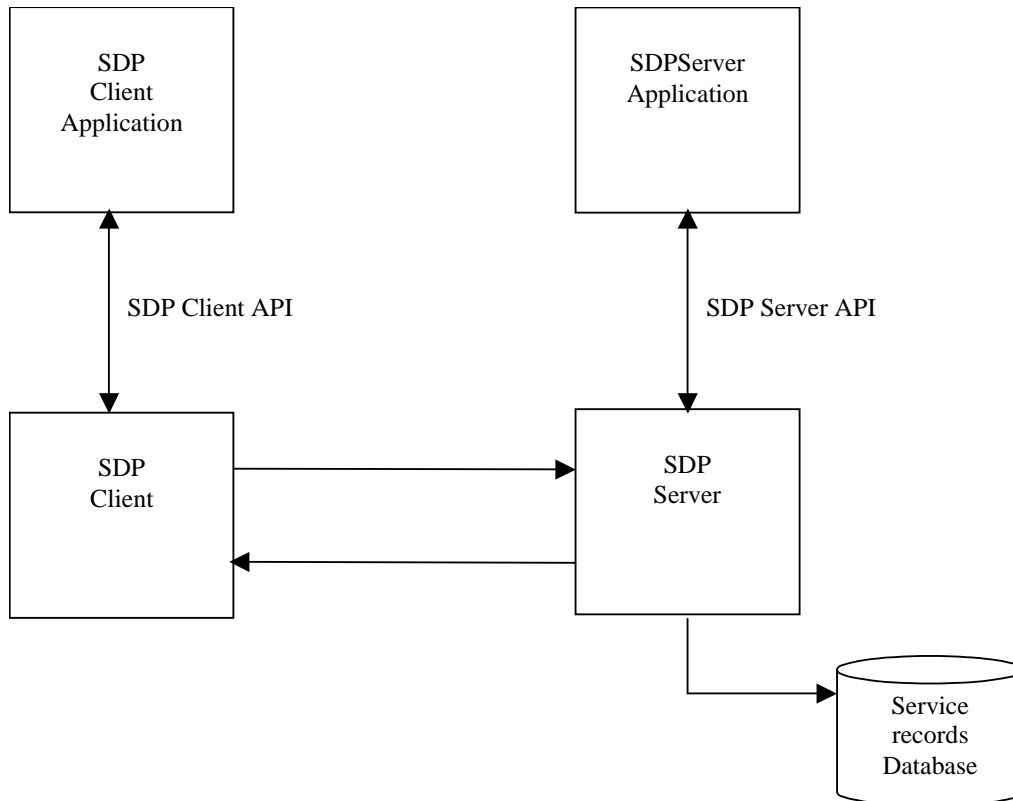 SDP
Client
Application
SDPServer
Application
SDP Client API
SDP Server API
SDP
Client
SDP
Server
Service
records
Database